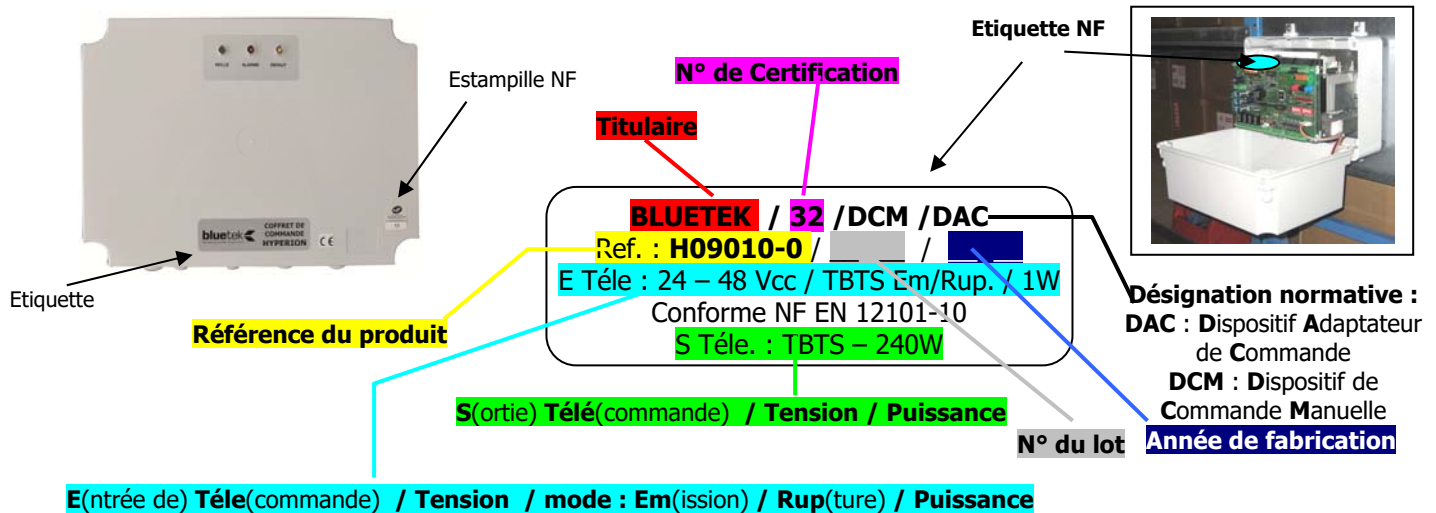 VEILLE ALARME DEFAUT
Etiquette NF
Estampille NF
N° de Certification
Titulaire
BLUETEK / 32 /DCM /DAC
Ref. : H09010-0 / /
E Téle : 24 – 48 Vcc / TBTS Em/Rup. / 1W
Conforme NF EN 12101-10
S Téle. : TBTS – 240W
bluetek
COFFRET DE
COMMANDE
HYPERION
CE
Etiquette
Référence du produit
Désignation normative :
DAC : Dispositif Adaptateur
de Commande
DCM : Dispositif de
Commande Manuelle
S(ortie) Télé(commande) / Tension / Puissance
N° du lot
Année de fabrication
E(ntrée de) Téle(commande) / Tension / mode : Em(ission) / Rup(ture) / Puissance